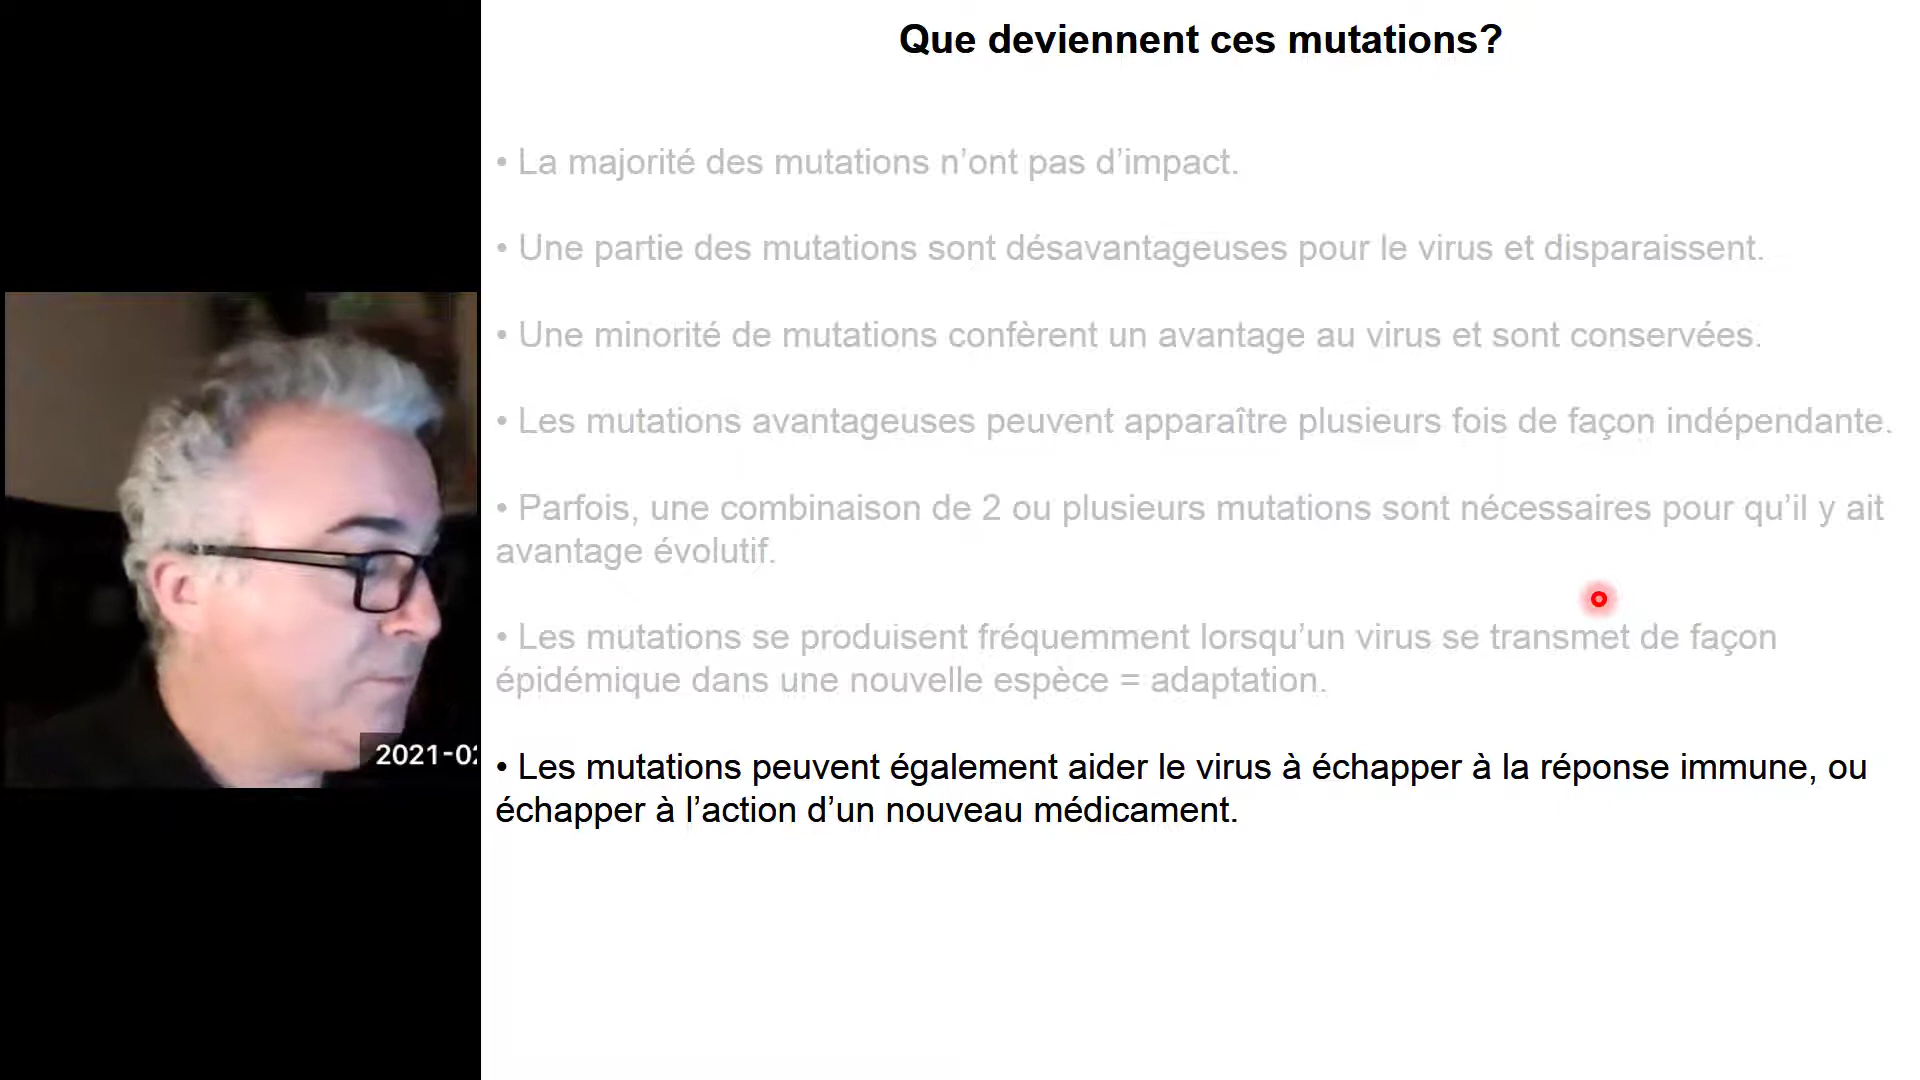 Que deviennent ces mutations?
• La majorité des mutations n’ont pas d’impact.
• Une partie des mutations sont désavantageuses pour le virus et disparaissent.
• Une minorité de mutations confèrent un avantage au virus et sont conservées.
• Les mutations avantageuses peuvent apparaître plusieurs fois de façon indépendante.
• Parfois, une combinaison de 2 ou plusieurs mutations sont nécessaires pour qu’il y ait
avantage évolutif.
• Les mutations se produisent fréquemment lorsqu’un virus se transmet de façon
épidémique dans une nouvelle espèce = adaptation.
2021-02
• Les mutations peuvent également aider le virus à échapper à la réponse immune, ou
échapper à l’action d’un nouveau médicament.